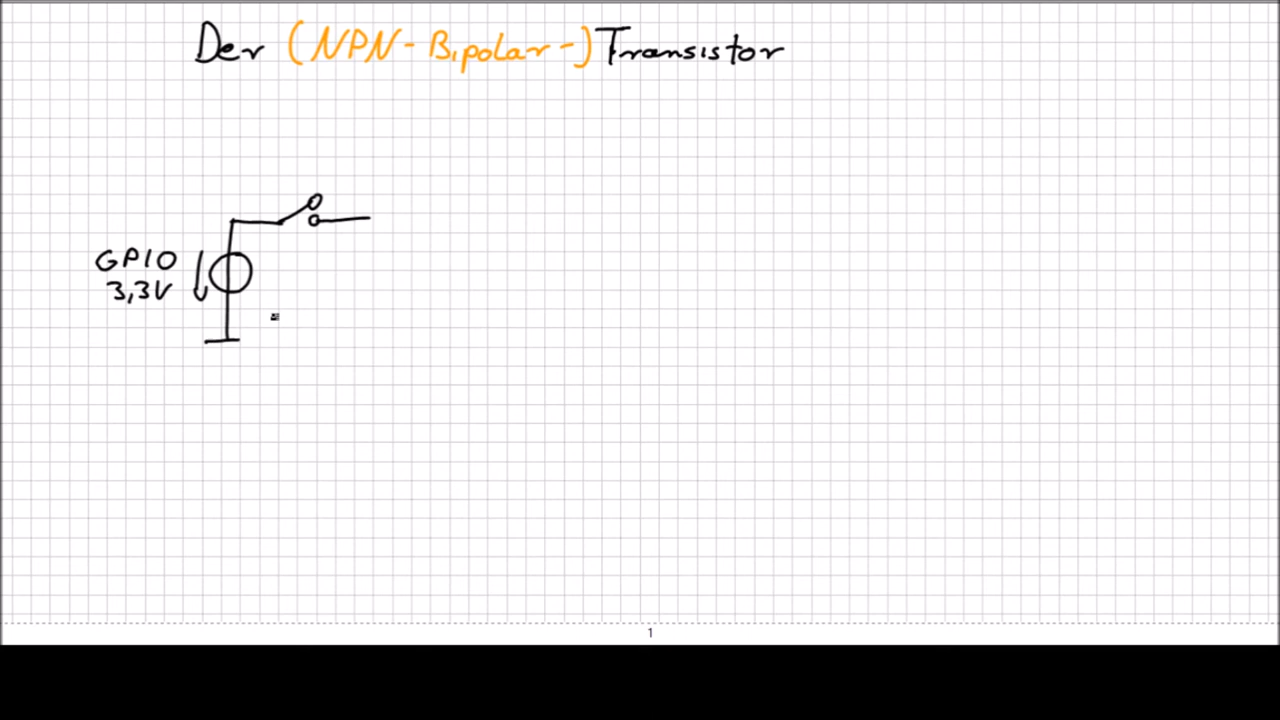 Der (NPN-Bipolar-)Transistor
GPIO
3,3V
1